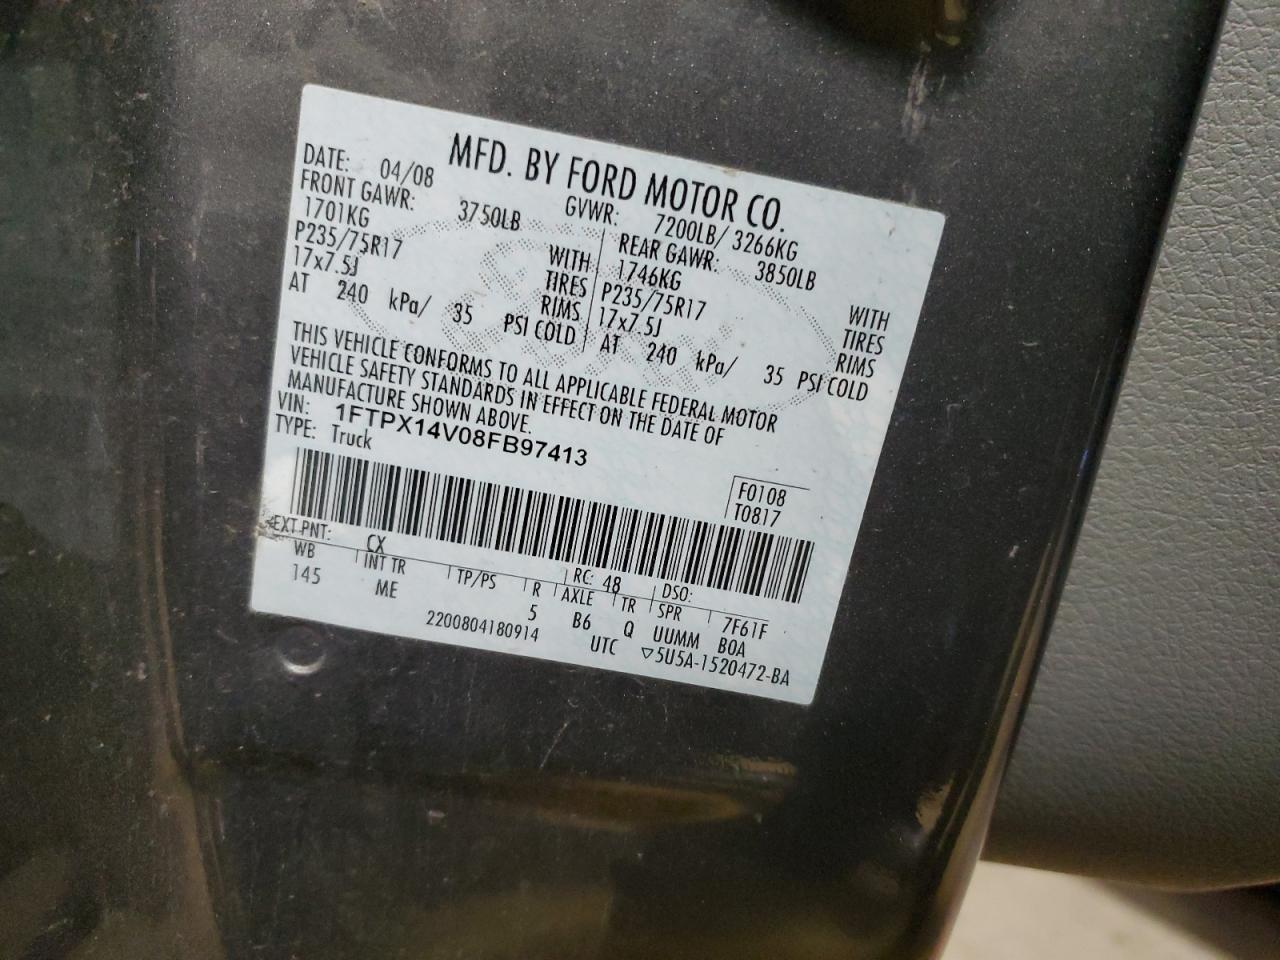 MFD. BY FORD MOTOR CO.
DATE: 04/08 GVWR: 7200LB/ 3266KG
FRONT GAWR: 3750LB REAR GAWR: 3850LB
1701KG WITH 1746KG WITH
P235/75R17 TIRES P235/75R17 TIRES
17x7.5J RIMS 17x7.5J RIMS
AT 240 kPa/ 35 PSI COLD AT 240 kPa/ 35 PSI COLD
THIS VEHICLE CONFORMS TO ALL APPLICABLE FEDERAL MOTOR
VEHICLE SAFETY STANDARDS IN EFFECT ON THE DATE OF
MANUFACTURE SHOWN ABOVE.
VIN: 1FTPX14V08FB97413
TYPE: Truck
F0108
T0817
EXT PNT: CX RC: 48 DSO:
WB INT TR TP/PS R AXLE TR SPR 7F61F
145 ME 5 B6 Q UUMM BOA
2200804180914 UTC ▽5U5A-1520472-BA